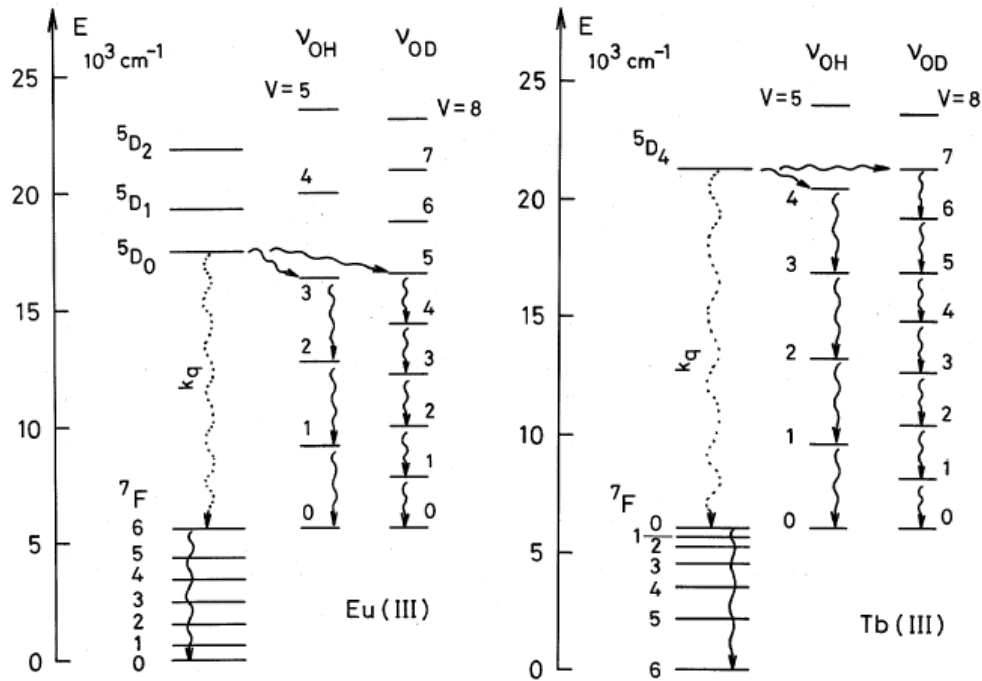 E
10³ cm⁻¹
ν_OH
ν_OD
25
V = 5
V = 8
⁵D₂
7
20
4
⁵D₁
6
⁵D₀
5
3
15
4
2
3
kq
10
2
1
1
⁷F
6
0
0
5
5
4
3
Eu (III)
2
1
0
0
E
10³ cm⁻¹
ν_OH
ν_OD
25
V = 5
V = 8
⁵D₄
7
20
4
6
3
5
15
4
kq
2
3
10
2
1
1
⁷F
0
0
0
1
5
2
3
4
Tb (III)
5
0
6